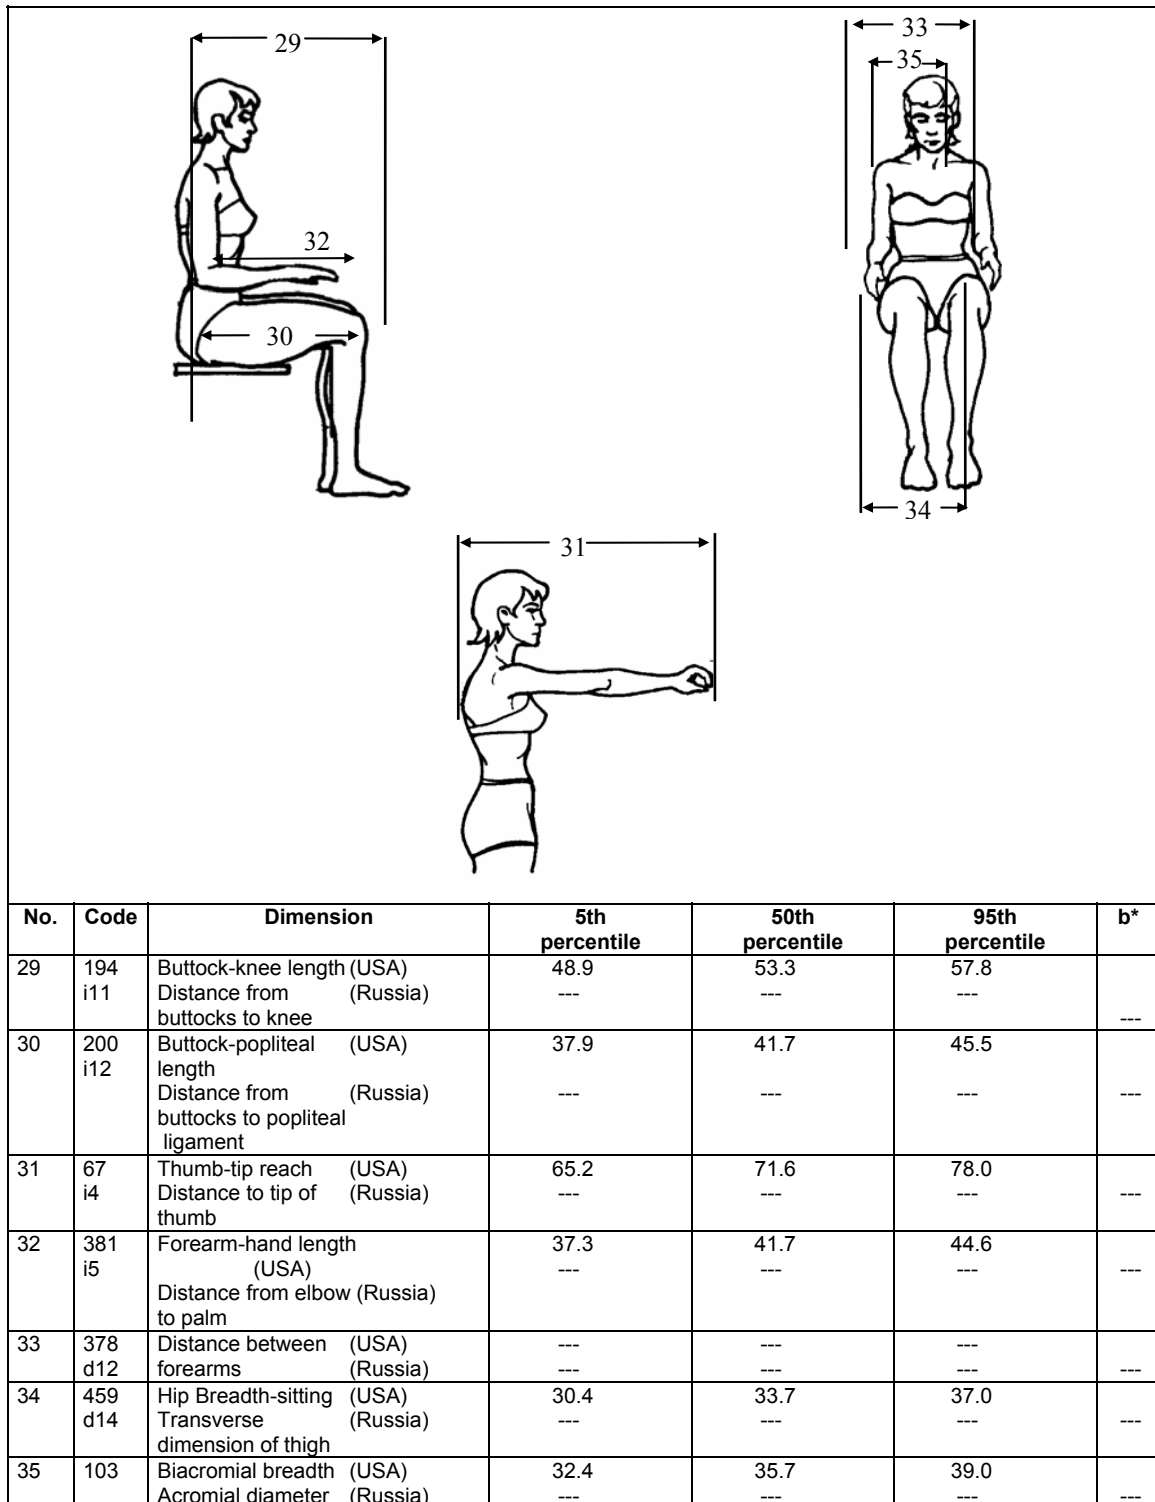 29
33
35
32
30
34
31
No. Code Dimension 5th percentile 50th percentile 95th percentile b*
29 194 Buttock-knee length (USA) 48.9 53.3 57.8
i11 Distance from (Russia) --- --- ---
buttocks to knee ---
30 200 Buttock-popliteal (USA) 37.9 41.7 45.5
i12 length
Distance from (Russia) --- --- --- ---
buttocks to popliteal
ligament
31 67 Thumb-tip reach (USA) 65.2 71.6 78.0
i4 Distance to tip of (Russia) --- --- --- ---
thumb
32 381 Forearm-hand length 37.3 41.7 44.6
i5 (USA) --- --- --- ---
Distance from elbow (Russia)
to palm
33 378 Distance between (USA) --- --- ---
d12 forearms (Russia) --- --- --- ---
34 459 Hip Breadth-sitting (USA) 30.4 33.7 37.0
d14 Transverse (Russia) --- --- --- ---
dimension of thigh
35 103 Biacromial breadth (USA) 32.4 35.7 39.0
Acromial diameter (Russia) --- --- --- ---